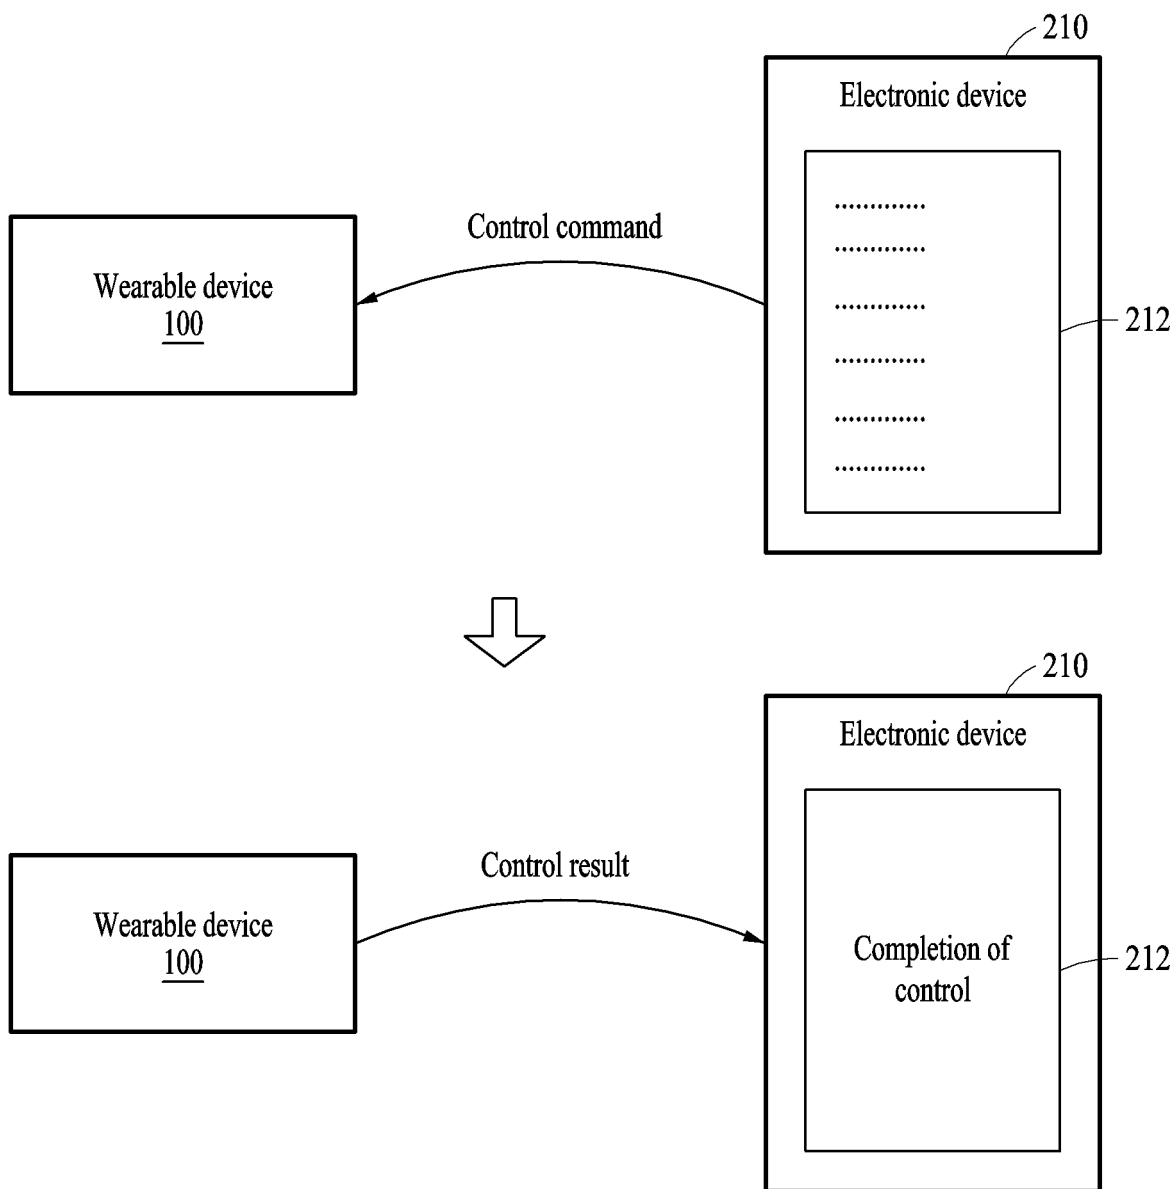 210
Electronic device
.............
.............
.............
.............
.............
.............
212
Control command
Wearable device
100
210
Electronic device
Completion of
control
212
Control result
Wearable device
100